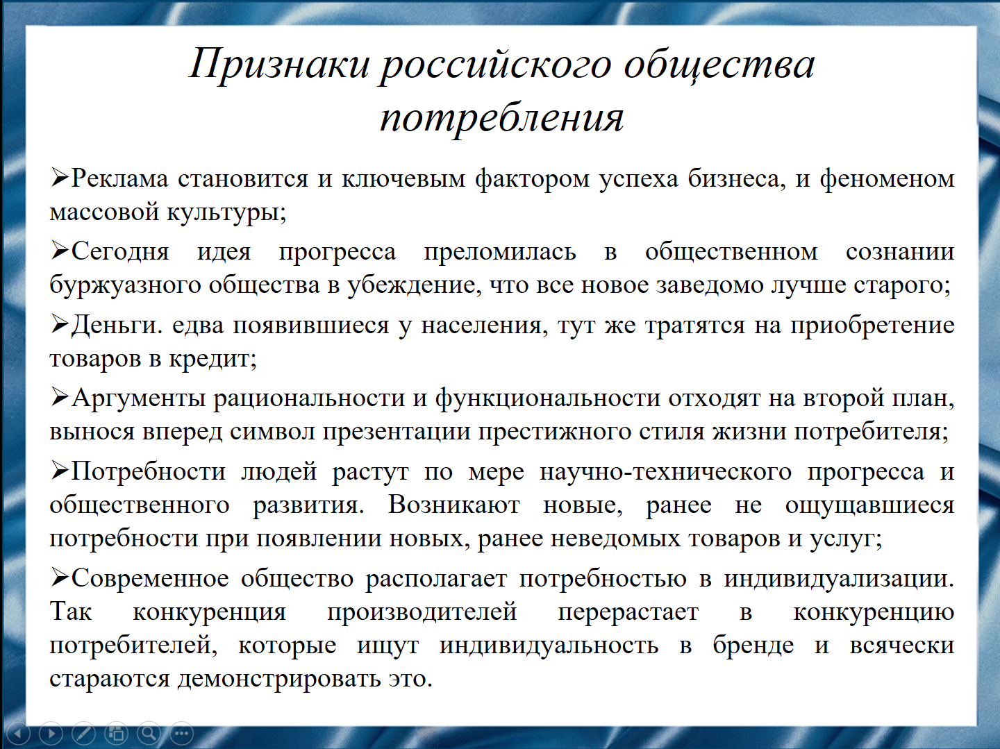 Признаки российского общества
потребления
➢Реклама становится и ключевым фактором успеха бизнеса, и феноменом
массовой культуры;
➢Сегодня идея прогресса преломилась в общественном сознании
буржуазного общества в убеждение, что все новое заведомо лучше старого;
➢Деньги. едва появившиеся у населения, тут же тратятся на приобретение
товаров в кредит;
➢Аргументы рациональности и функциональности отходят на второй план,
вынося вперед символ презентации престижного стиля жизни потребителя;
➢Потребности людей растут по мере научно-технического прогресса и
общественного развития. Возникают новые, ранее не ощущавшиеся
потребности при появлении новых, ранее неведомых товаров и услуг;
➢Современное общество располагает потребностью в индивидуализации.
Так конкуренция производителей перерастает в конкуренцию
потребителей, которые ищут индивидуальность в бренде и всячески
стараются демонстрировать это.